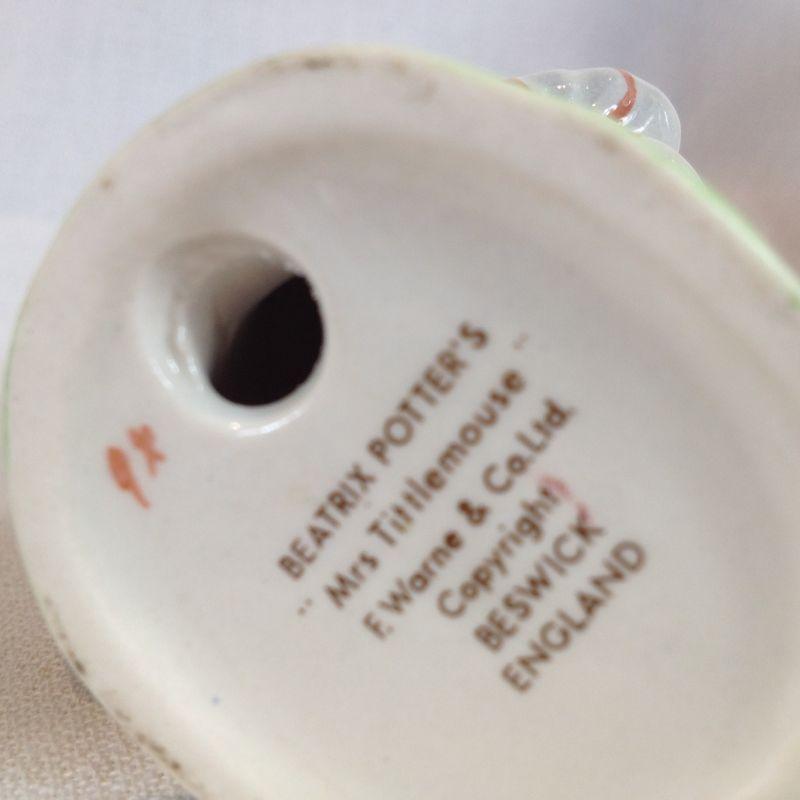 BEATRIX POTTER'S
"Mrs Tittlemouse"
F. Warne & Co.Ltd.
Copyright
BESWICK
ENGLAND